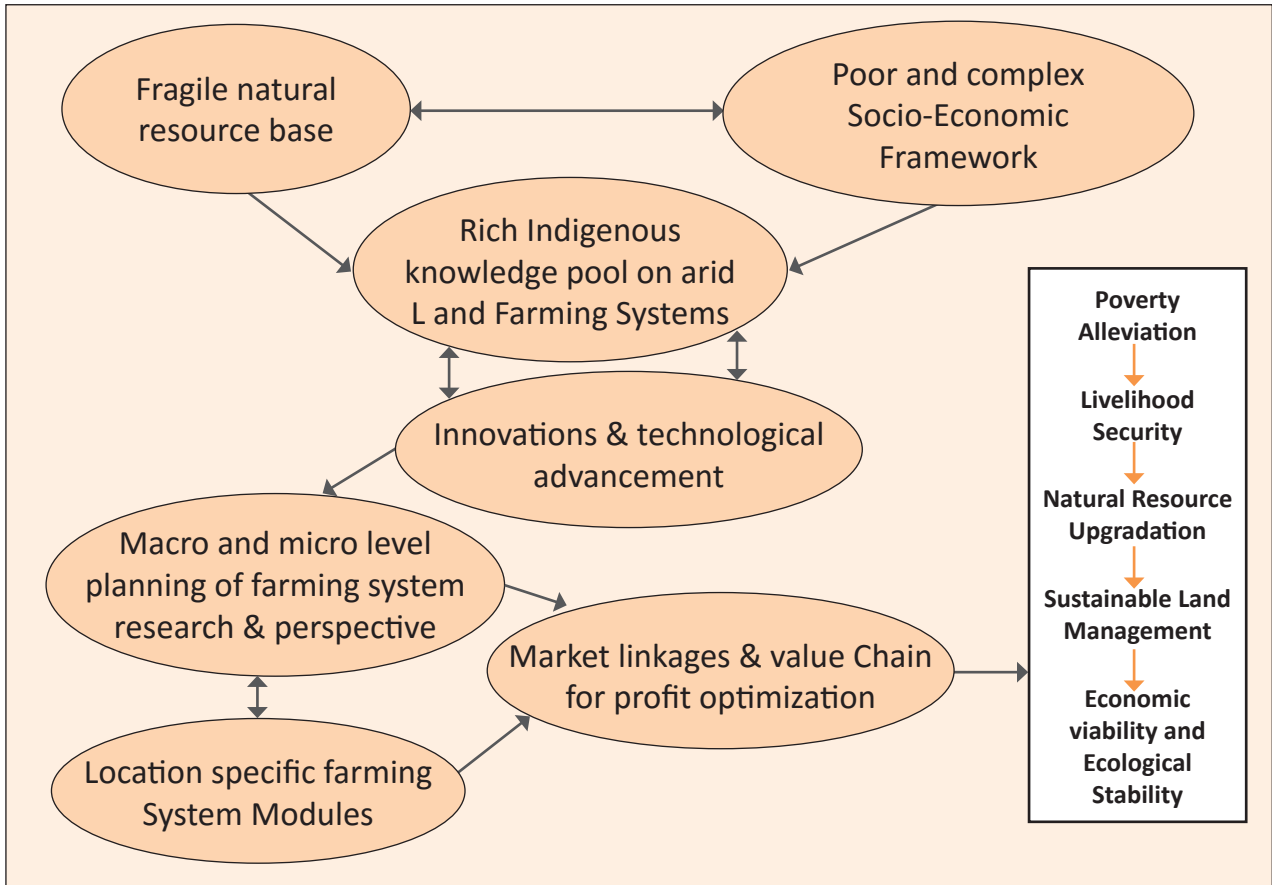 Fragile natural
resource base
Poor and complex
Socio-Economic
Framework
Rich Indigenous
knowledge pool on arid
L and Farming Systems
Innovations & technological
advancement
Macro and micro level
planning of farming system
research & perspective
Market linkages & value Chain
for profit optimization
Location specific farming
System Modules
Poverty
Alleviation
Livelihood
Security
Natural Resource
Upgradation
Sustainable Land
Management
Economic
viability and
Ecological
Stability